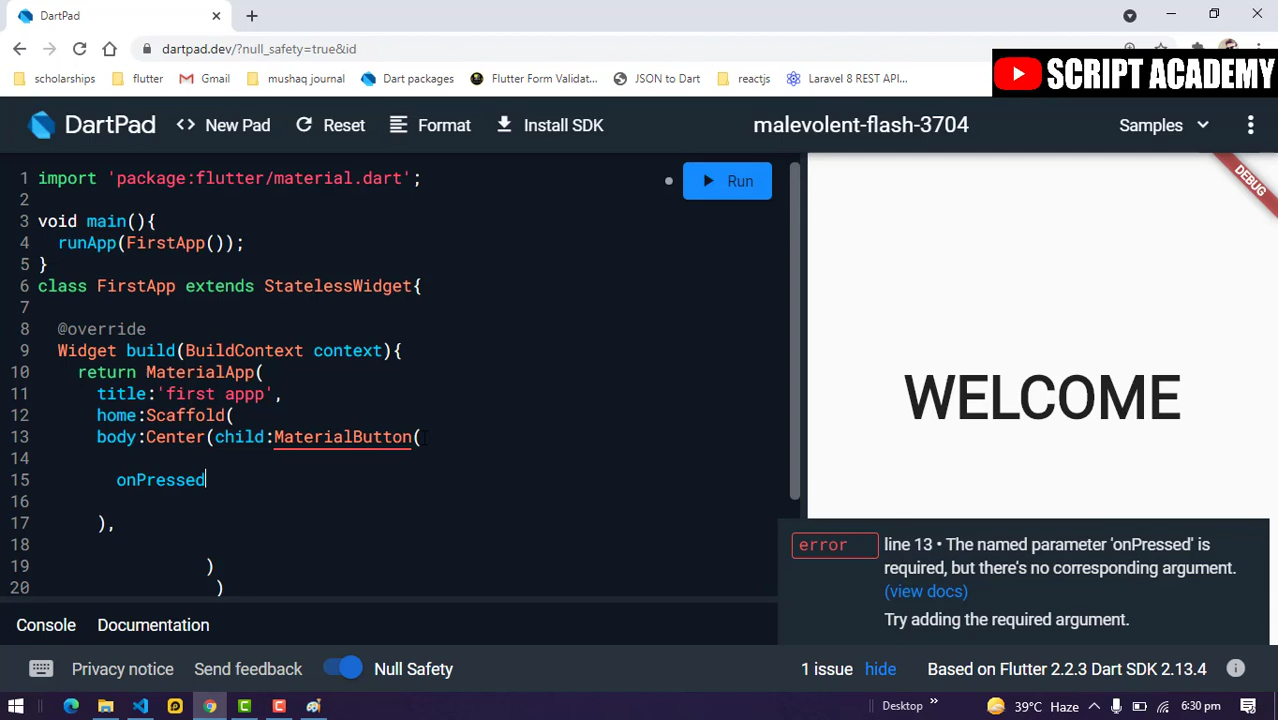 DartPad
dartpad.dev/?null_safety=true&id
scholarships flutter Gmail mushaq journal Dart packages Flutter Form Validat... JSON to Dart reactjs Laravel 8 REST API...
SCRIPT ACADEMY
DartPad <> New Pad Reset Format Install SDK malevolent-flash-3704 Samples
Run
DEBUG
1 import 'package:flutter/material.dart';
2
3 void main(){
4 runApp(FirstApp());
5 }
6 class FirstApp extends StatelessWidget{
7
8 @override
9 Widget build(BuildContext context){
10 return MaterialApp(
11 title:'first appp',
12 home:Scaffold(
13 body:Center(child:MaterialButton(
14
15 onPressed
16
17 ),
18
19 )
20 )
WELCOME
error line 13 • The named parameter 'onPressed' is
required, but there's no corresponding argument.
(view docs)
Try adding the required argument.
Console Documentation
Privacy notice Send feedback Null Safety 1 issue hide Based on Flutter 2.2.3 Dart SDK 2.13.4
Desktop » 39°C Haze 6:30 pm